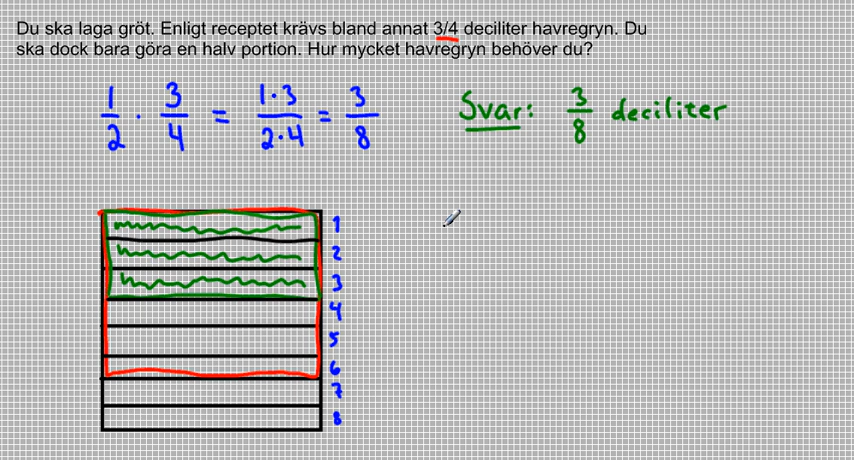 Du ska laga gröt. Enligt receptet krävs bland annat 3/4 deciliter havregryn. Du
ska dock bara göra en halv portion. Hur mycket havregryn behöver du?
1/2 · 3/4 = 1·3/2·4 = 3/8
Svar: 3/8 deciliter
1
2
3
4
5
6
7
8